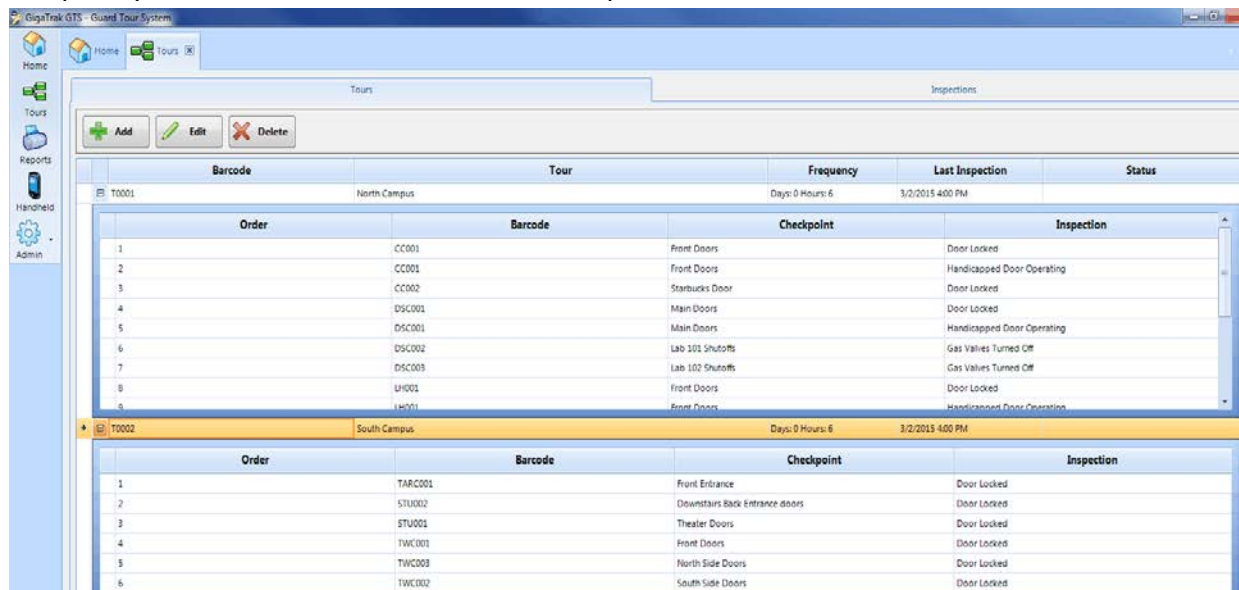 GigaTrak GTS - Guard Tour System
Home
Tours
Reports
Handheld
Admin
Home Tours
Tours Inspections
Add Edit Delete
Barcode Tour Frequency Last Inspection Status
T0001 North Campus Days: 0 Hours: 6 3/2/2015 4:00 PM
Order Barcode Checkpoint Inspection
1 CC001 Front Doors Door Locked
2 CC001 Front Doors Handicapped Door Operating
3 CC002 Starbucks Door Door Locked
4 DSC001 Main Doors Door Locked
5 DSC001 Main Doors Handicapped Door Operating
6 DSC002 Lab 101 Shutoffs Gas Valves Turned Off
7 DSC003 Lab 102 Shutoffs Gas Valves Turned Off
8 LH001 Front Doors Door Locked
9 LH001 Front Doors Handicapped Door Operating
T0002 South Campus Days: 0 Hours: 6 3/2/2015 4:00 PM
Order Barcode Checkpoint Inspection
1 TARC001 Front Entrance Door Locked
2 STU002 Downstairs Back Entrance doors Door Locked
3 STU001 Theater Doors Door Locked
4 TWC001 Front Doors Door Locked
5 TWC003 North Side Doors Door Locked
6 TWC002 South Side Doors Door Locked